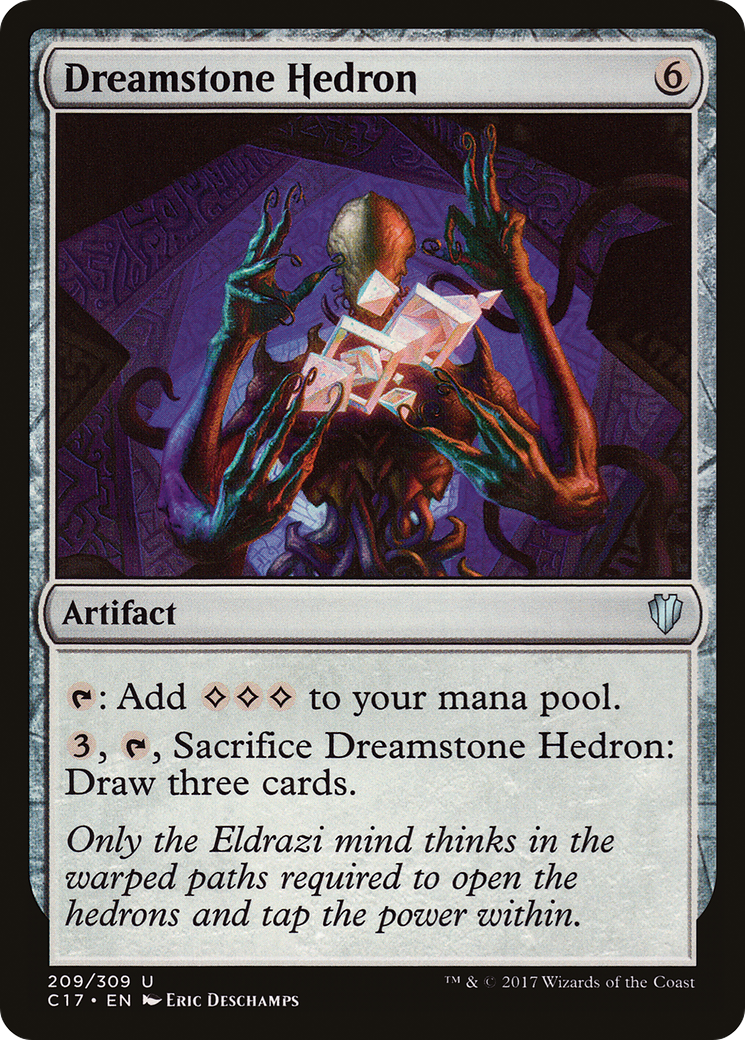 Dreamstone Hedron 6
Artifact
: Add to your mana pool.
3, , Sacrifice Dreamstone Hedron:
Draw three cards.
Only the Eldrazi mind thinks in the
warped paths required to open the
hedrons and tap the power within.
209/309 U
C17 • EN Eric Deschamps
™ & © 2017 Wizards of the Coast